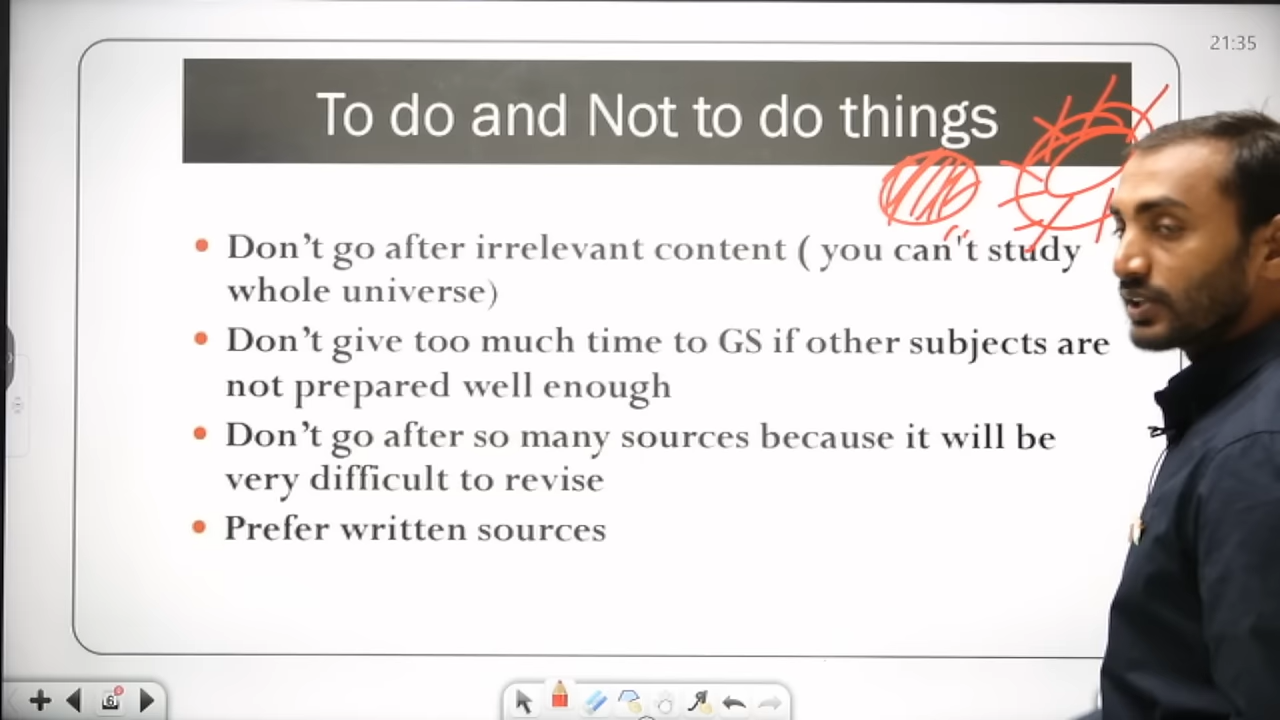 21:35
To do and Not to do things
Don’t go after irrelevant content ( you can't study
whole universe)
Don’t give too much time to GS if other subjects are
not prepared well enough
Don’t go after so many sources because it will be
very difficult to revise
Prefer written sources
6